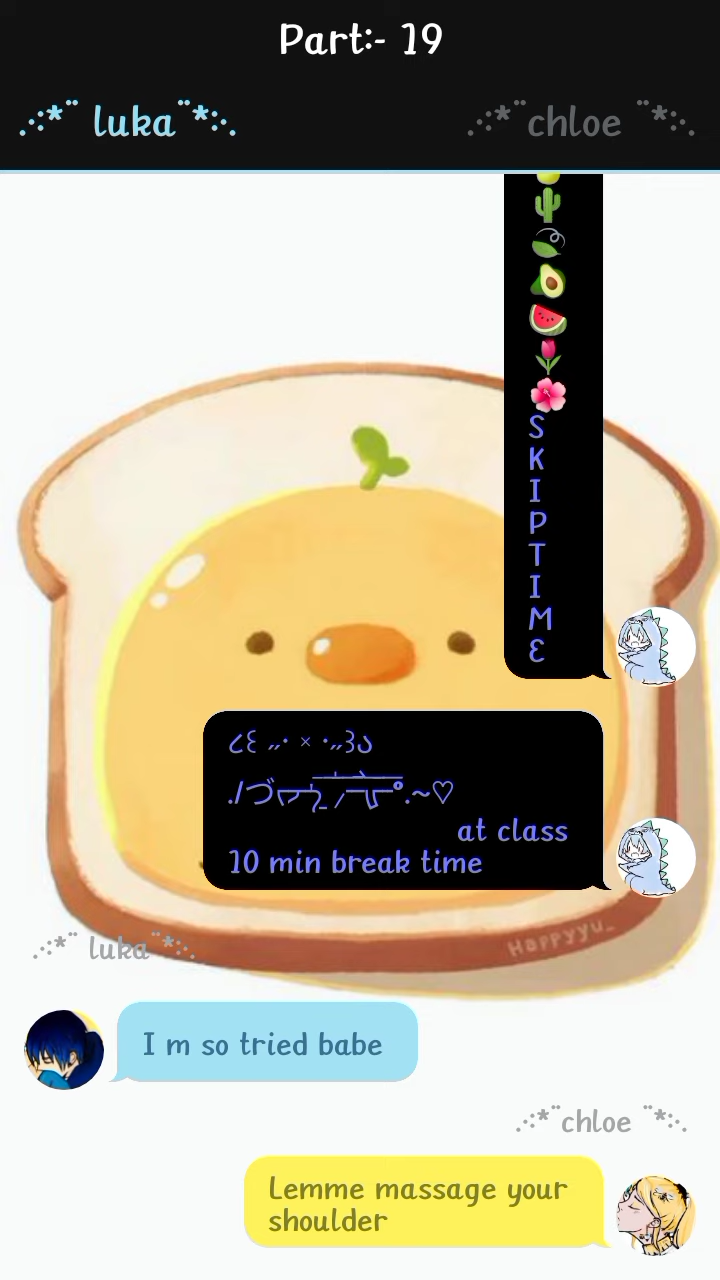 Part:- 19
.·:*¨ luka¨*:·.
.·:*¨chloe ¨*:·.
S
K
I
P
T
I
M
E
at class
10 min break time
.·:*¨ luka¨*:·.
Happyyu_
I m so tried babe
.·:*¨chloe ¨*:·.
Lemme massage your
shoulder